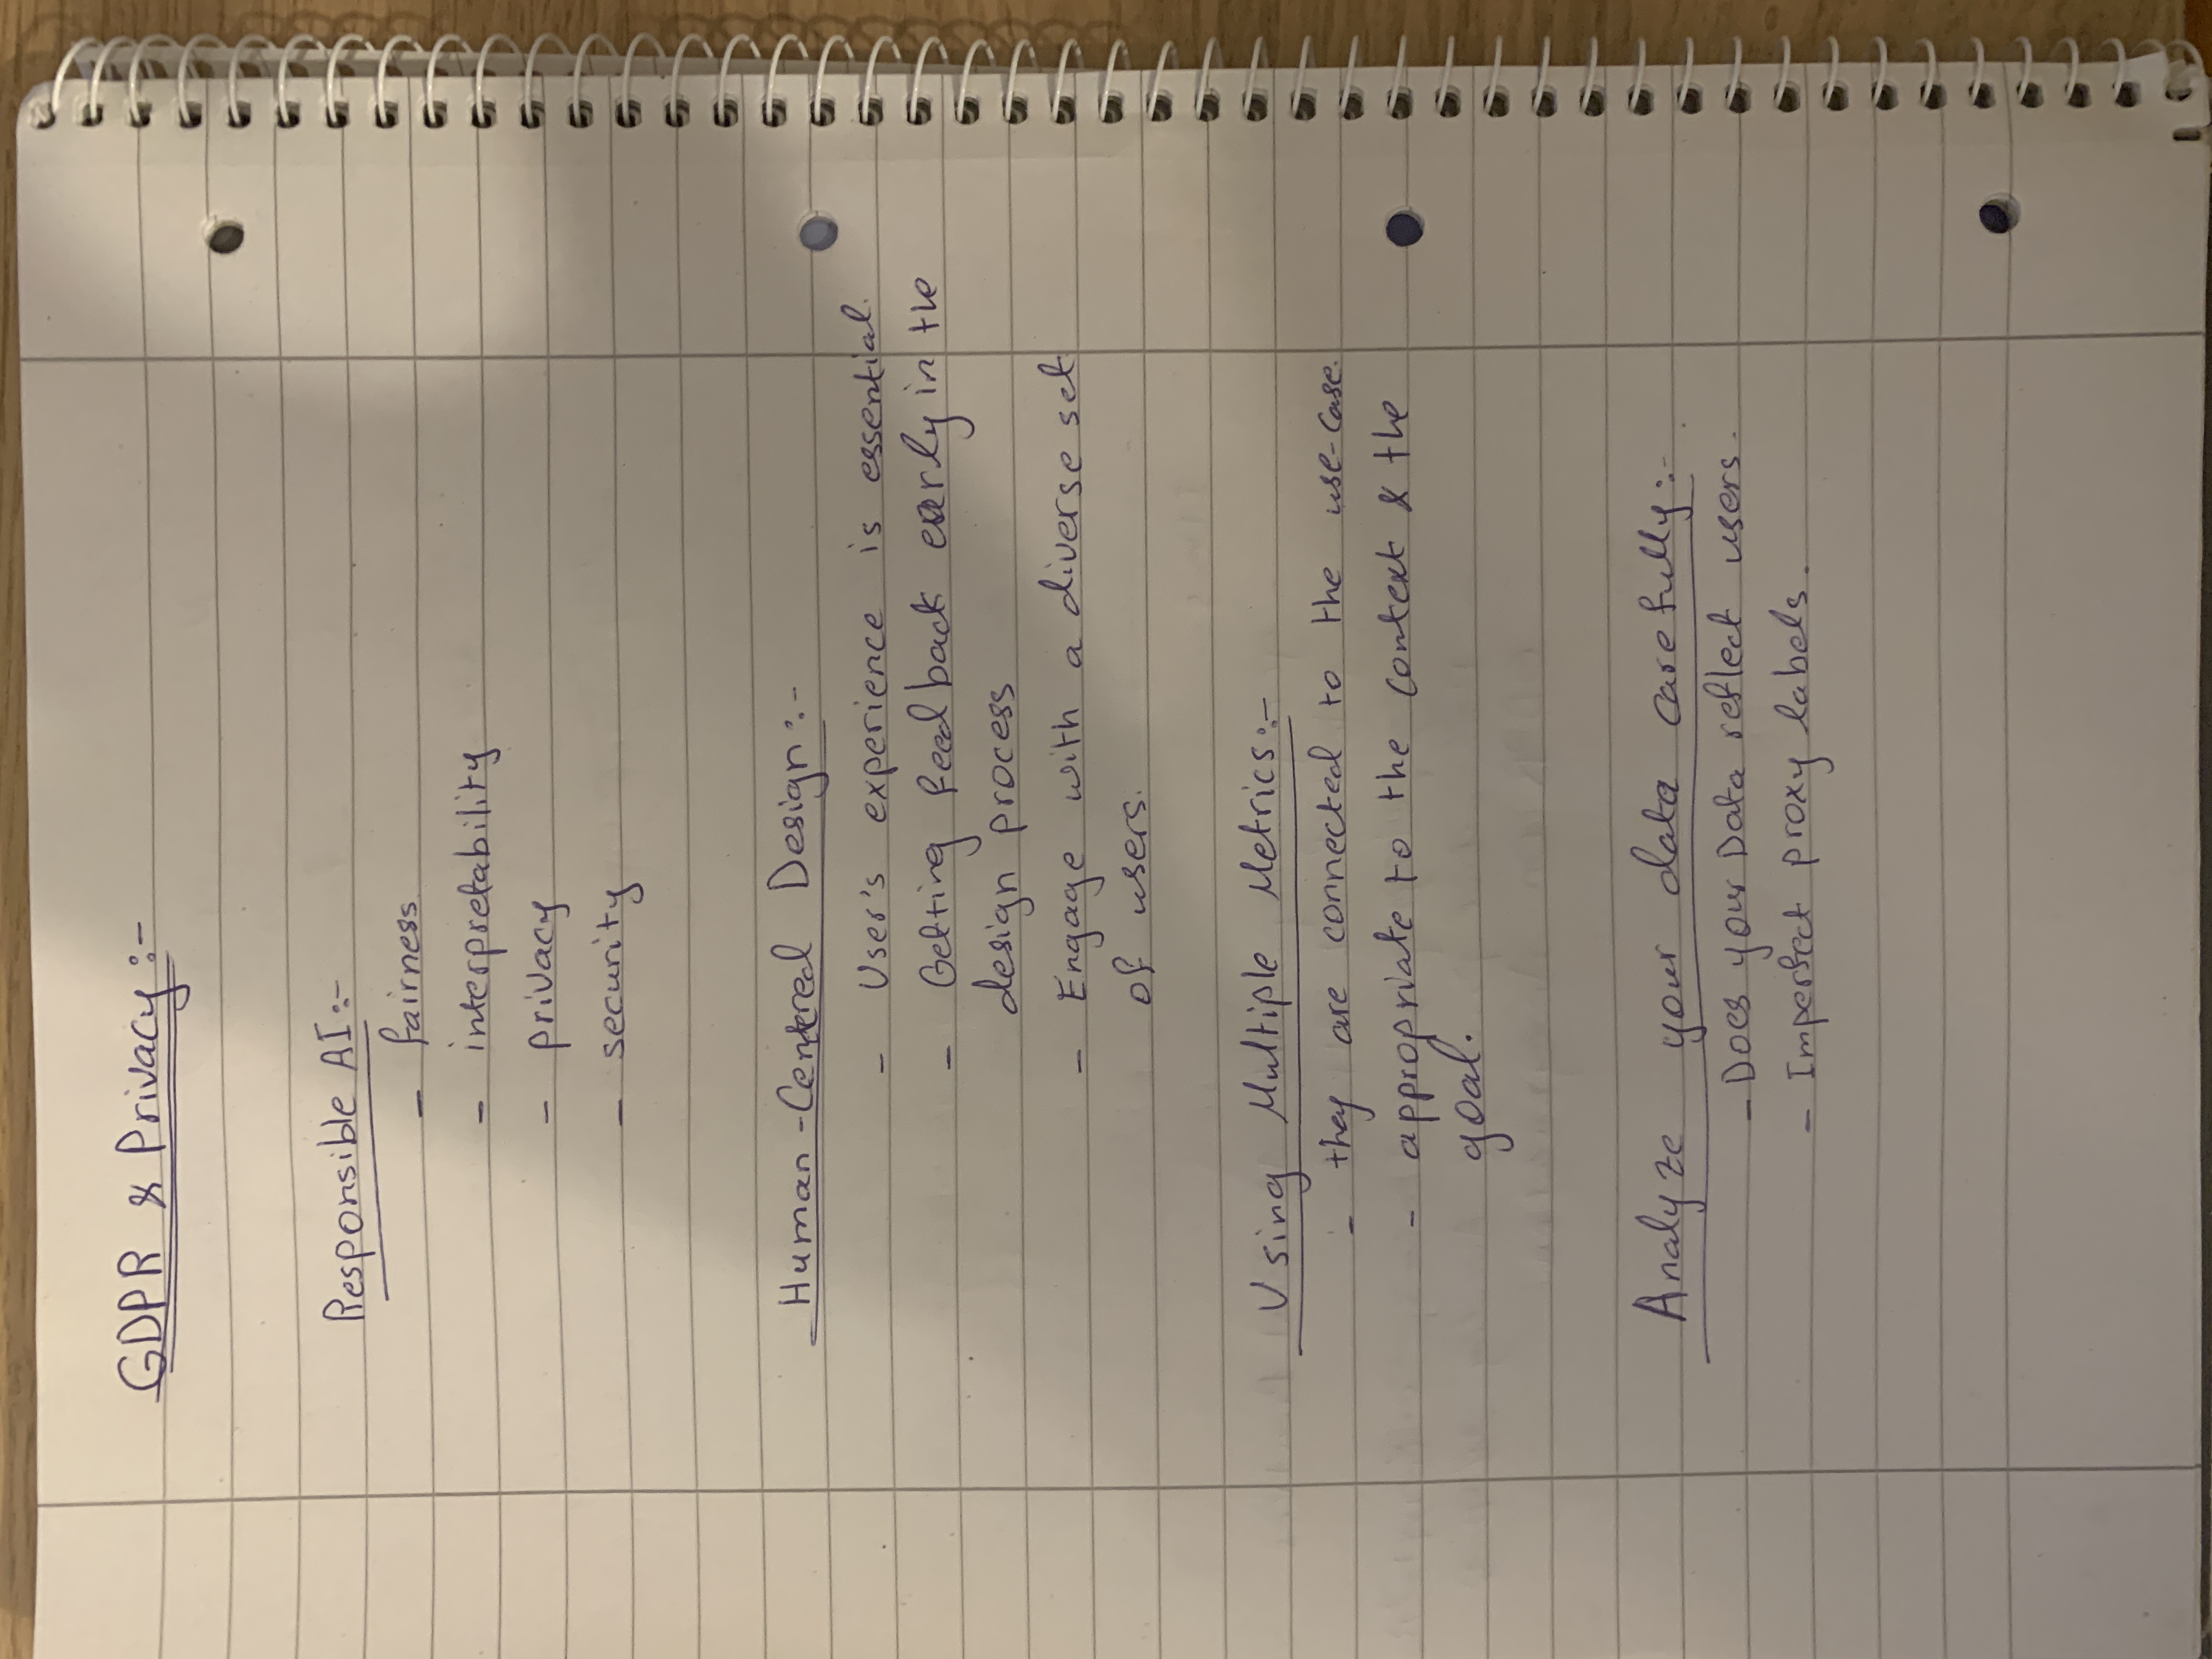 GDPR & Privacy:-
Responsible AI:-
- fairness
- interpretability
- privacy
- security
Human-Centered Design:-
- User's experience is essential.
- Getting feedback early in the
design process
- Engage with a diverse set
of users.
Using Multiple Metrics:-
- they are connected to the use-case.
- appropriate to the context & the
goal.
Analyze your data carefully:-
- Does your Data reflect users.
- Imperfect proxy labels.